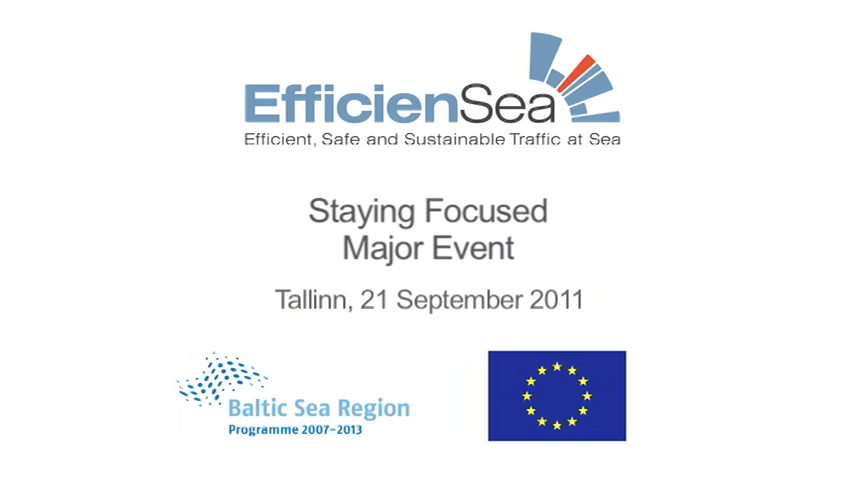 EfficienSea
Efficient, Safe and Sustainable Traffic at Sea
Staying Focused
Major Event
Tallinn, 21 September 2011
Baltic Sea Region
Programme 2007-2013